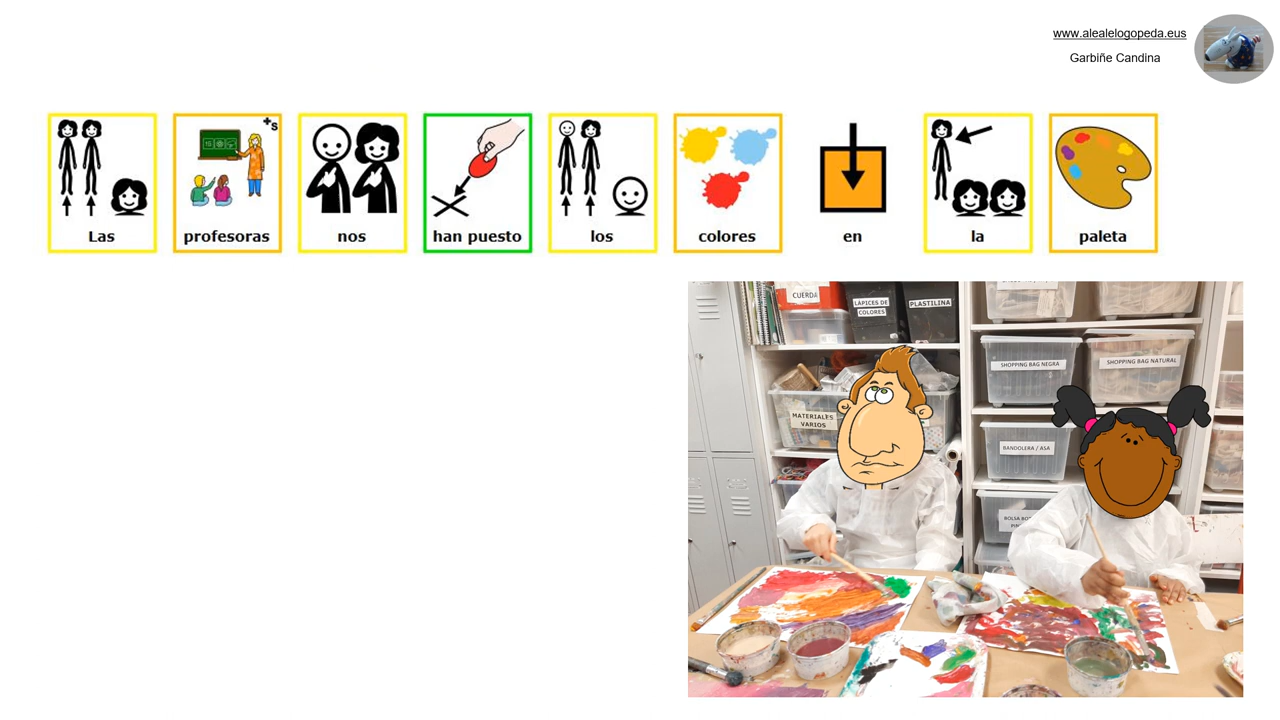 www.alealelogopeda.eus
Garbiñe Candina
+s
Las profesoras nos han puesto los colores en la paleta
CUERDA
LÁPICES DE
COLORES
PLASTILINA
SHOPPING BAG NEGRA
SHOPPING BAG NATURAL
MATERIALES
VARIOS
BANDOLERA / ASA
BOLSA